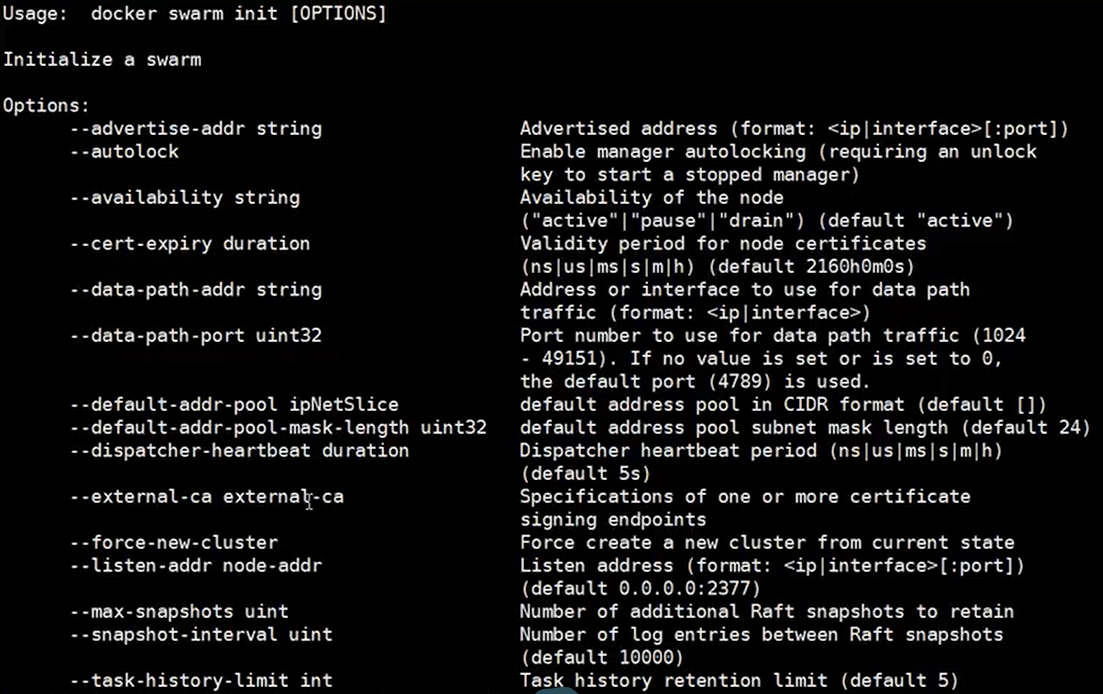 Usage:  docker swarm init [OPTIONS]
Initialize a swarm
Options:
--advertise-addr string Advertised address (format: <ip|interface>[:port])
--autolock Enable manager autolocking (requiring an unlock
key to start a stopped manager)
--availability string Availability of the node
("active"|"pause"|"drain") (default "active")
--cert-expiry duration Validity period for node certificates
(ns|us|ms|s|m|h) (default 2160h0m0s)
--data-path-addr string Address or interface to use for data path
traffic (format: <ip|interface>)
--data-path-port uint32 Port number to use for data path traffic (1024
- 49151). If no value is set or is set to 0,
the default port (4789) is used.
--default-addr-pool ipNetSlice default address pool in CIDR format (default [])
--default-addr-pool-mask-length uint32 default address pool subnet mask length (default 24)
--dispatcher-heartbeat duration Dispatcher heartbeat period (ns|us|ms|s|m|h)
(default 5s)
--external-ca external-ca Specifications of one or more certificate
signing endpoints
--force-new-cluster Force create a new cluster from current state
--listen-addr node-addr Listen address (format: <ip|interface>[:port])
(default 0.0.0.0:2377)
--max-snapshots uint Number of additional Raft snapshots to retain
--snapshot-interval uint Number of log entries between Raft snapshots
(default 10000)
--task-history-limit int Task history retention limit (default 5)